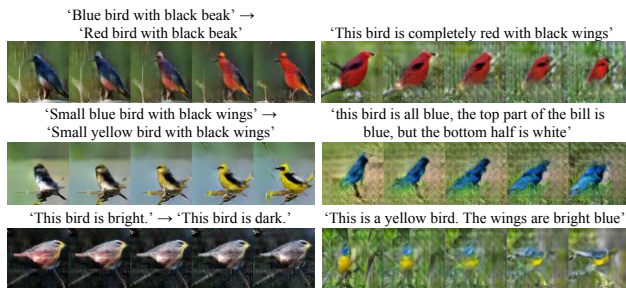 ‘Blue bird with black beak’ →
‘Red bird with black beak’
‘This bird is completely red with black wings’
‘Small blue bird with black wings’ →
‘Small yellow bird with black wings’
‘this bird is all blue, the top part of the bill is
blue, but the bottom half is white’
‘This bird is bright.’ → ‘This bird is dark.’
‘This is a yellow bird. The wings are bright blue’